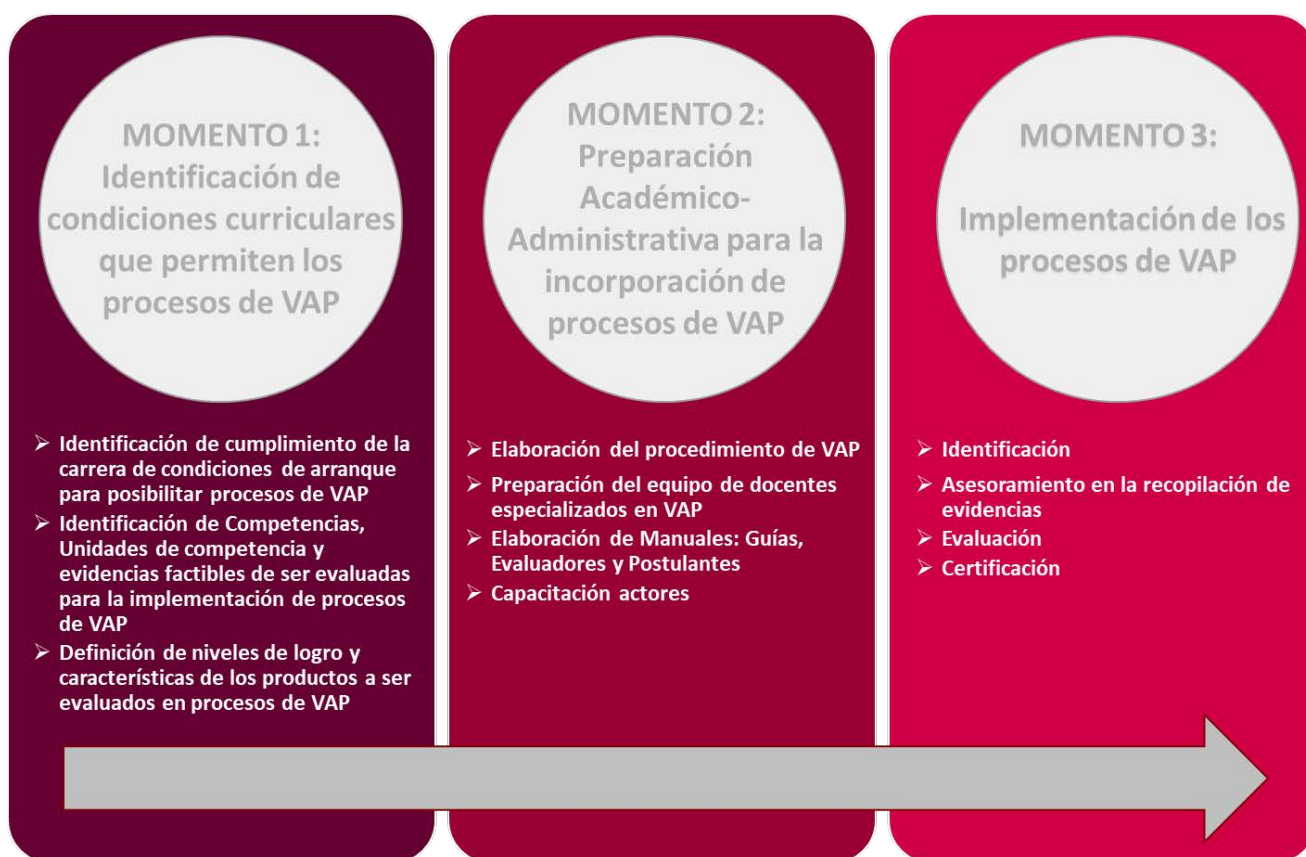 MOMENTO 1:
Identificación de
condiciones curriculares
que permiten los
procesos de VAP
➢ Identificación de cumplimiento de la
carrera de condiciones de arranque
para posibilitar procesos de VAP
➢ Identificación de Competencias,
Unidades de competencia y
evidencias factibles de ser evaluadas
para la implementación de procesos
de VAP
➢ Definición de niveles de logro y
características de los productos a ser
evaluados en procesos de VAP
MOMENTO 2:
Preparación
Académico-
Administrativa para la
incorporación de
procesos de VAP
➢ Elaboración del procedimiento de VAP
➢ Preparación del equipo de docentes
especializados en VAP
➢ Elaboración de Manuales: Guías,
Evaluadores y Postulantes
➢ Capacitación actores
MOMENTO 3:
Implementación de los
procesos de VAP
➢ Identificación
➢ Asesoramiento en la recopilación de
evidencias
➢ Evaluación
➢ Certificación